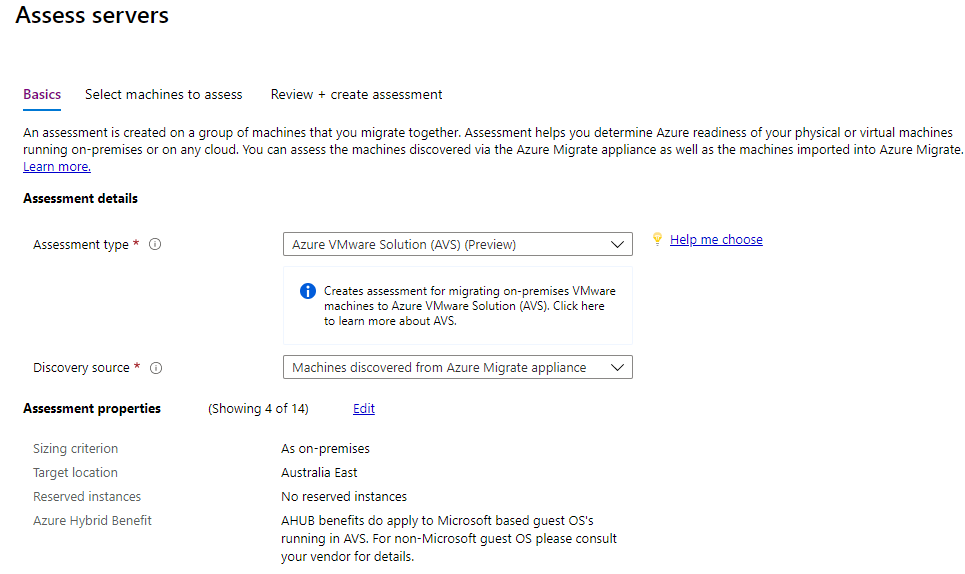 Assess servers
Basics Select machines to assess Review + create assessment
An assessment is created on a group of machines that you migrate together. Assessment helps you determine Azure readiness of your physical or virtual machines
running on-premises or on any cloud. You can assess the machines discovered via the Azure Migrate appliance as well as the machines imported into Azure Migrate.
Learn more.
Assessment details
Assessment type * Azure VMware Solution (AVS) (Preview) Help me choose
Creates assessment for migrating on-premises VMware
machines to Azure VMware Solution (AVS). Click here
to learn more about AVS.
Discovery source * Machines discovered from Azure Migrate appliance
Assessment properties (Showing 4 of 14) Edit
Sizing criterion As on-premises
Target location Australia East
Reserved instances No reserved instances
Azure Hybrid Benefit AHUB benefits do apply to Microsoft based guest OS's
running in AVS. For non-Microsoft guest OS please consult
your vendor for details.